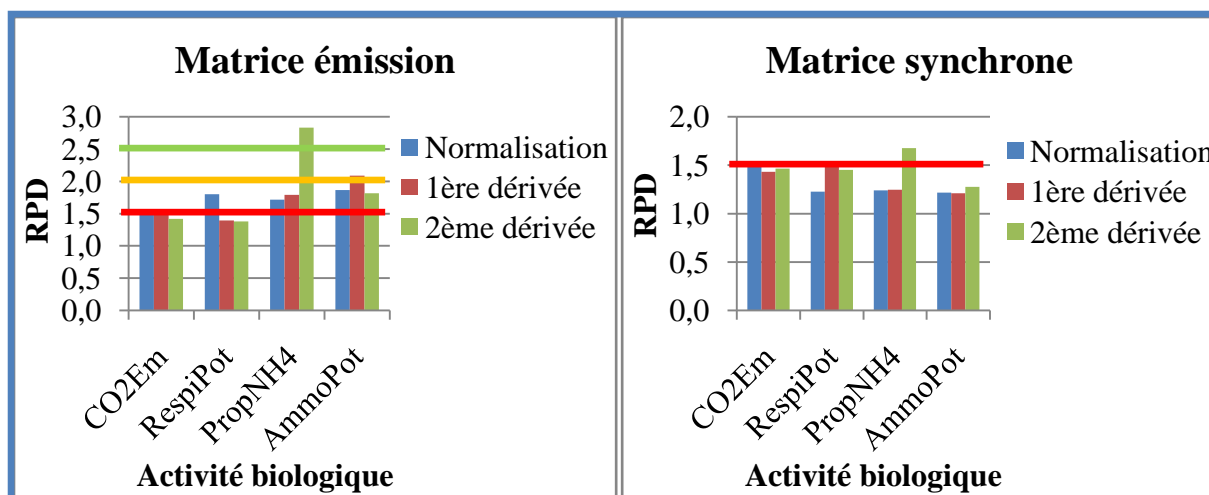 Matrice émission
3,0
2,5
2,0
1,5
1,0
0,5
0,0
RPD
Normalisation
1ère dérivée
2ème dérivée
CO2Em
RespiPot
PropNH4
AmmoPot
Activité biologique
Matrice synchrone
2,0
1,5
1,0
0,5
0,0
RPD
Normalisation
1ère dérivée
2ème dérivée
CO2Em
RespiPot
PropNH4
AmmoPot
Activité biologique